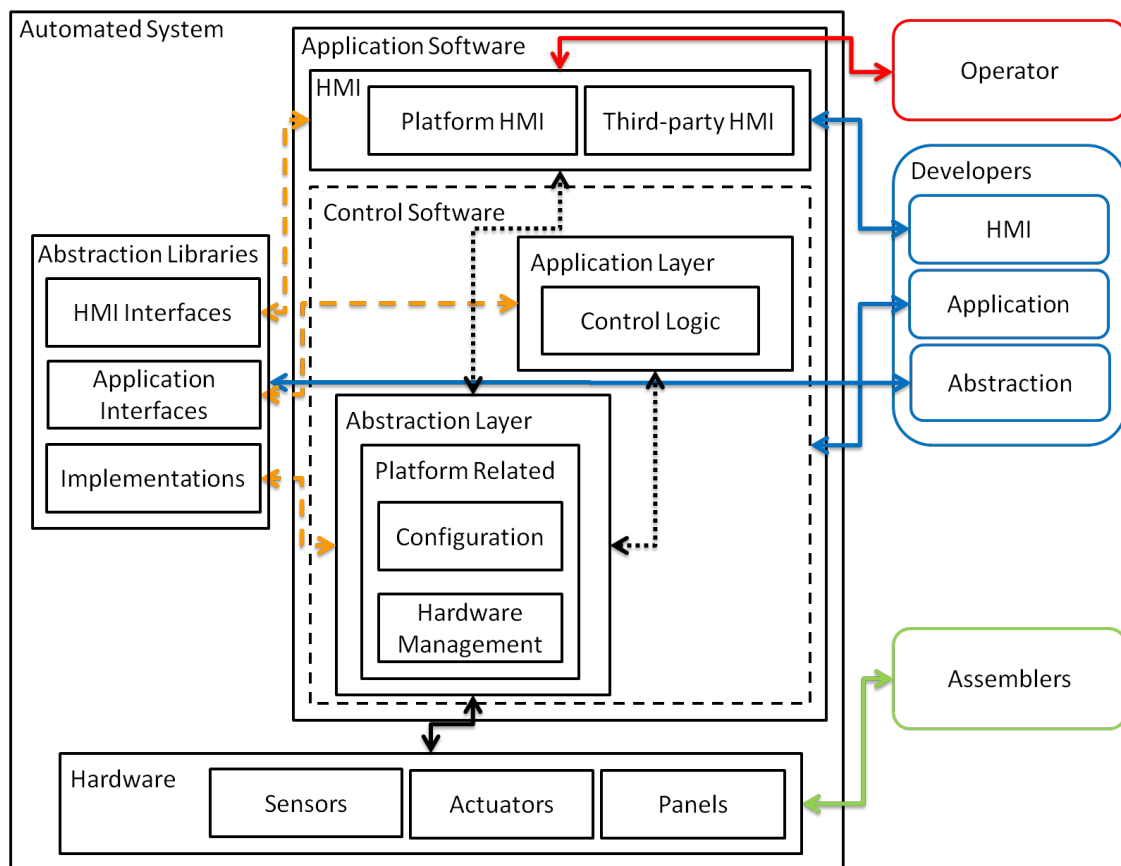 Automated System
Application Software
HMI
Platform HMI
Third-party HMI
Operator
Developers
HMI
Application
Abstraction
Control Software
Application Layer
Control Logic
Abstraction Libraries
HMI Interfaces
Application
Interfaces
Implementations
Abstraction Layer
Platform Related
Configuration
Hardware
Management
Assemblers
Hardware
Sensors
Actuators
Panels